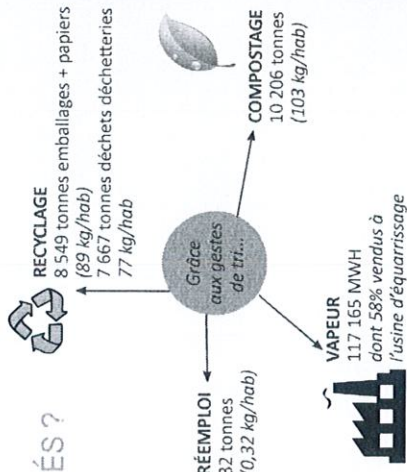 ÉS ?
RECYCLAGE
8 549 tonnes emballages + papiers
(89 kg/hab)
7 667 tonnes déchets déchetteries
77 kg/hab
Grâce
aux gestes
de tri...
COMPOSTAGE
10 206 tonnes
(103 kg/hab)
RÉEMPLOI
32 tonnes
(0,32 kg/hab)
VAPEUR
117 165 MWH
dont 58% vendus à
l'usine d'équarrissage